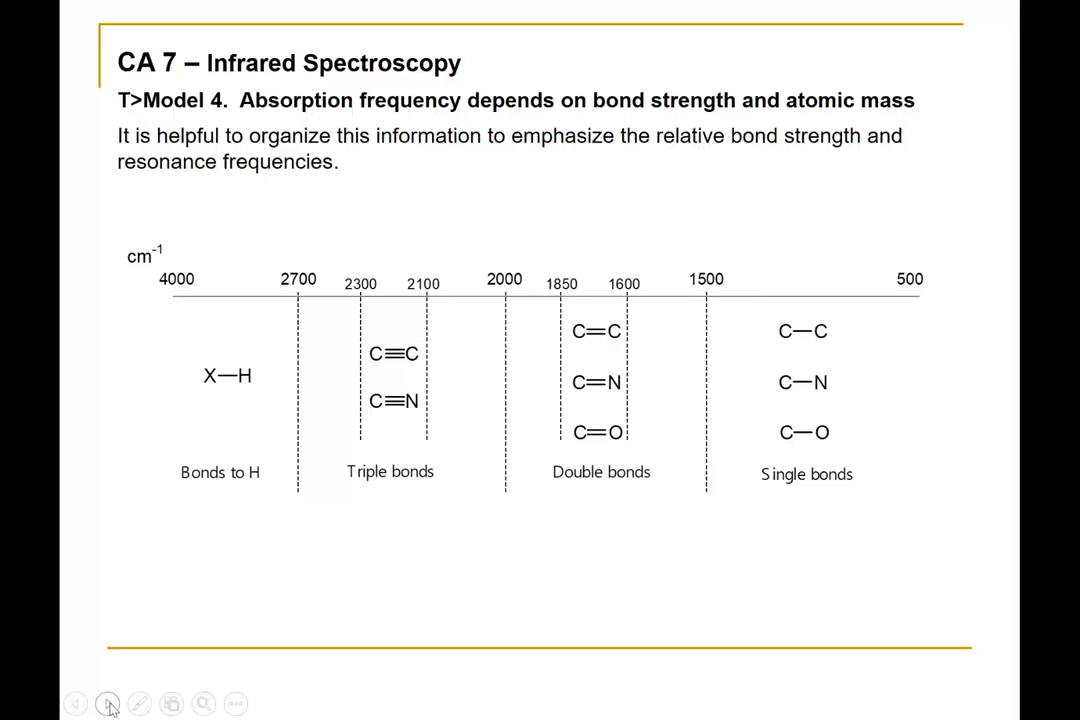 CA 7 – Infrared Spectroscopy
T>Model 4. Absorption frequency depends on bond strength and atomic mass
It is helpful to organize this information to emphasize the relative bond strength and
resonance frequencies.
cm-1
4000 2700 2300 2100 2000 1850 1600 1500 500
C=C C—C
C≡C
X—H
C=N C—N
C≡N
C=O C—O
Bonds to H Triple bonds Double bonds Single bonds